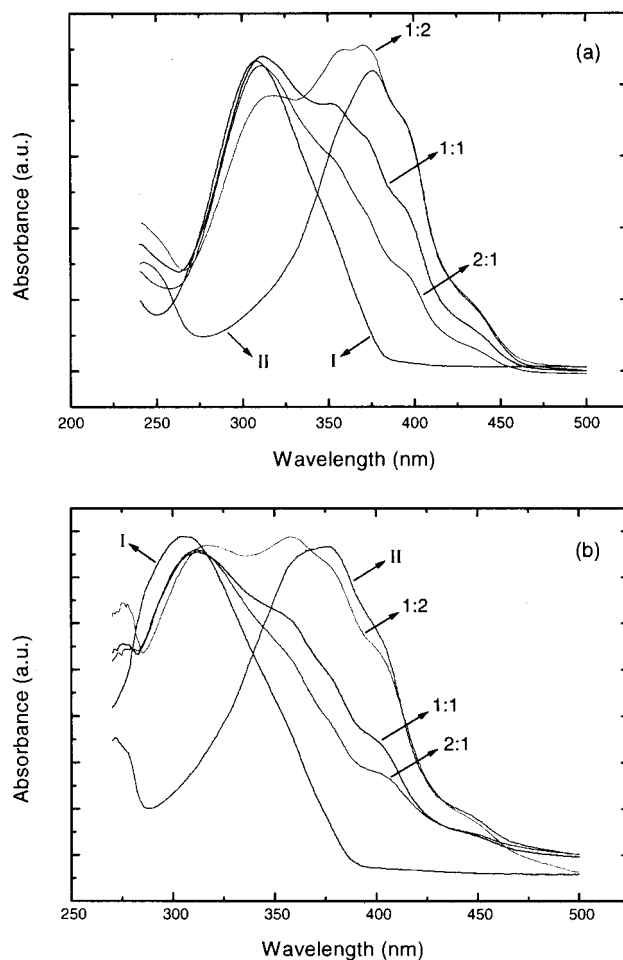 (a)
1:2
1:1
2:1
II
I
Absorbance (a.u.)
200 250 300 350 400 450 500
Wavelength (nm)
(b)
I
II
1:2
1:1
2:1
Absorbance (a.u.)
250 300 350 400 450 500
Wavelength (nm)